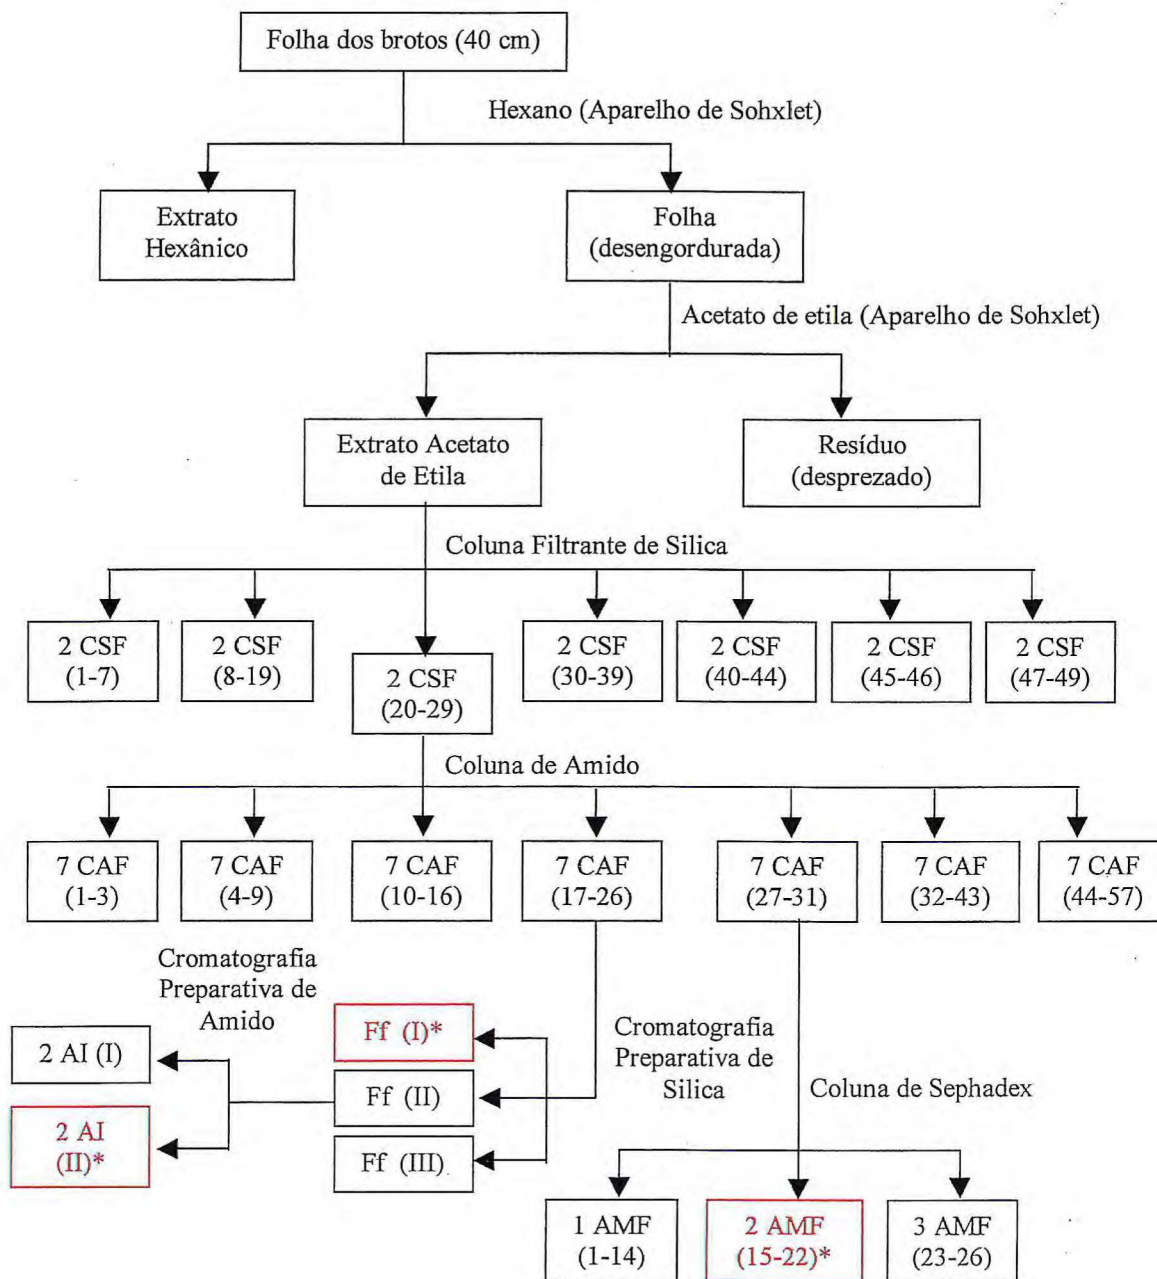 Folha dos brotos (40 cm)
Hexano (Aparelho de Sohxlet)
Extrato
Hexânico
Folha
(desengordurada)
Acetato de etila (Aparelho de Sohxlet)
Extrato Acetato
de Etila
Resíduo
(desprezado)
Coluna Filtrante de Silica
2 CSF
(1-7)
2 CSF
(8-19)
2 CSF
(20-29)
2 CSF
(30-39)
2 CSF
(40-44)
2 CSF
(45-46)
2 CSF
(47-49)
Coluna de Amido
7 CAF
(1-3)
7 CAF
(4-9)
7 CAF
(10-16)
7 CAF
(17-26)
7 CAF
(27-31)
7 CAF
(32-43)
7 CAF
(44-57)
Cromatografia
Preparativa de
Amido
2 AI (I)
2 AI
(II)*
Ff (I)*
Ff (II)
Ff (III)
Cromatografia
Preparativa de
Silica
Coluna de Sephadex
1 AMF
(1-14)
2 AMF
(15-22)*
3 AMF
(23-26)